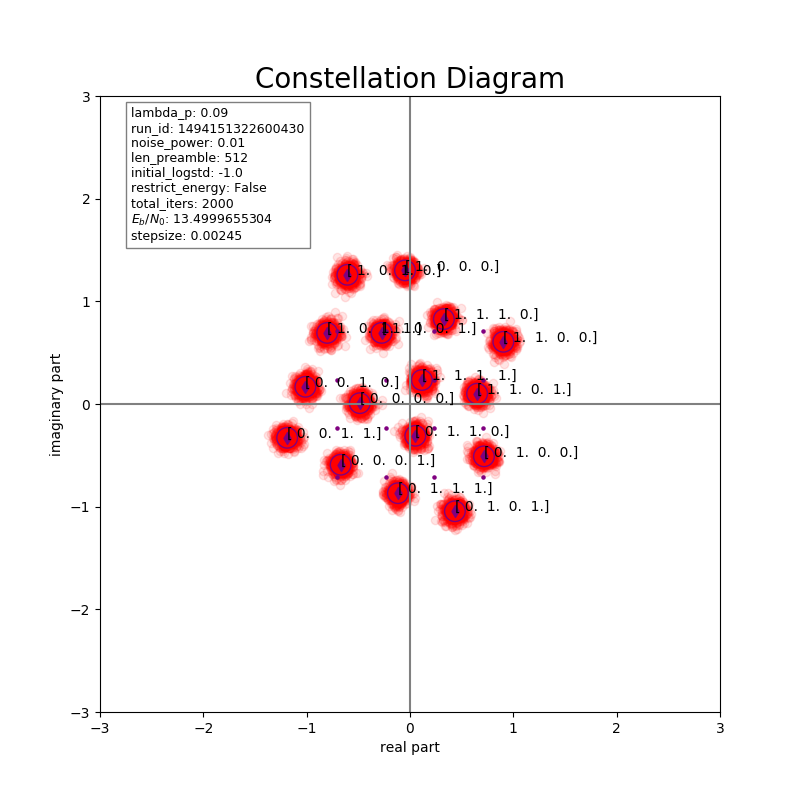 Constellation Diagram
lambda_p: 0.09
run_id: 1494151322600430
noise_power: 0.01
len_preamble: 512
initial_logstd: -1.0
restrict_energy: False
total_iters: 2000
E_b/N_0: 13.4999655304
stepsize: 0.00245
3
2
1
0
−1
−2
−3
imaginary part
[ 1. 0. 0. 0.]
[ 1. 1. 1. 0.]
[ 1. 1. 0. 0.]
[ 1. 1. 1. 1.]
[ 1. 1. 0. 1.]
[ 0. 0. 1. 0.]
[ 0. 0. 0. 0.]
[ 0. 0. 1. 1.]
[ 0. 1. 1. 0.]
[ 0. 0. 0. 1.]
[ 0. 1. 0. 0.]
[ 0. 1. 1. 1.]
[ 0. 1. 0. 1.]
−3 −2 −1 0 1 2 3
real part